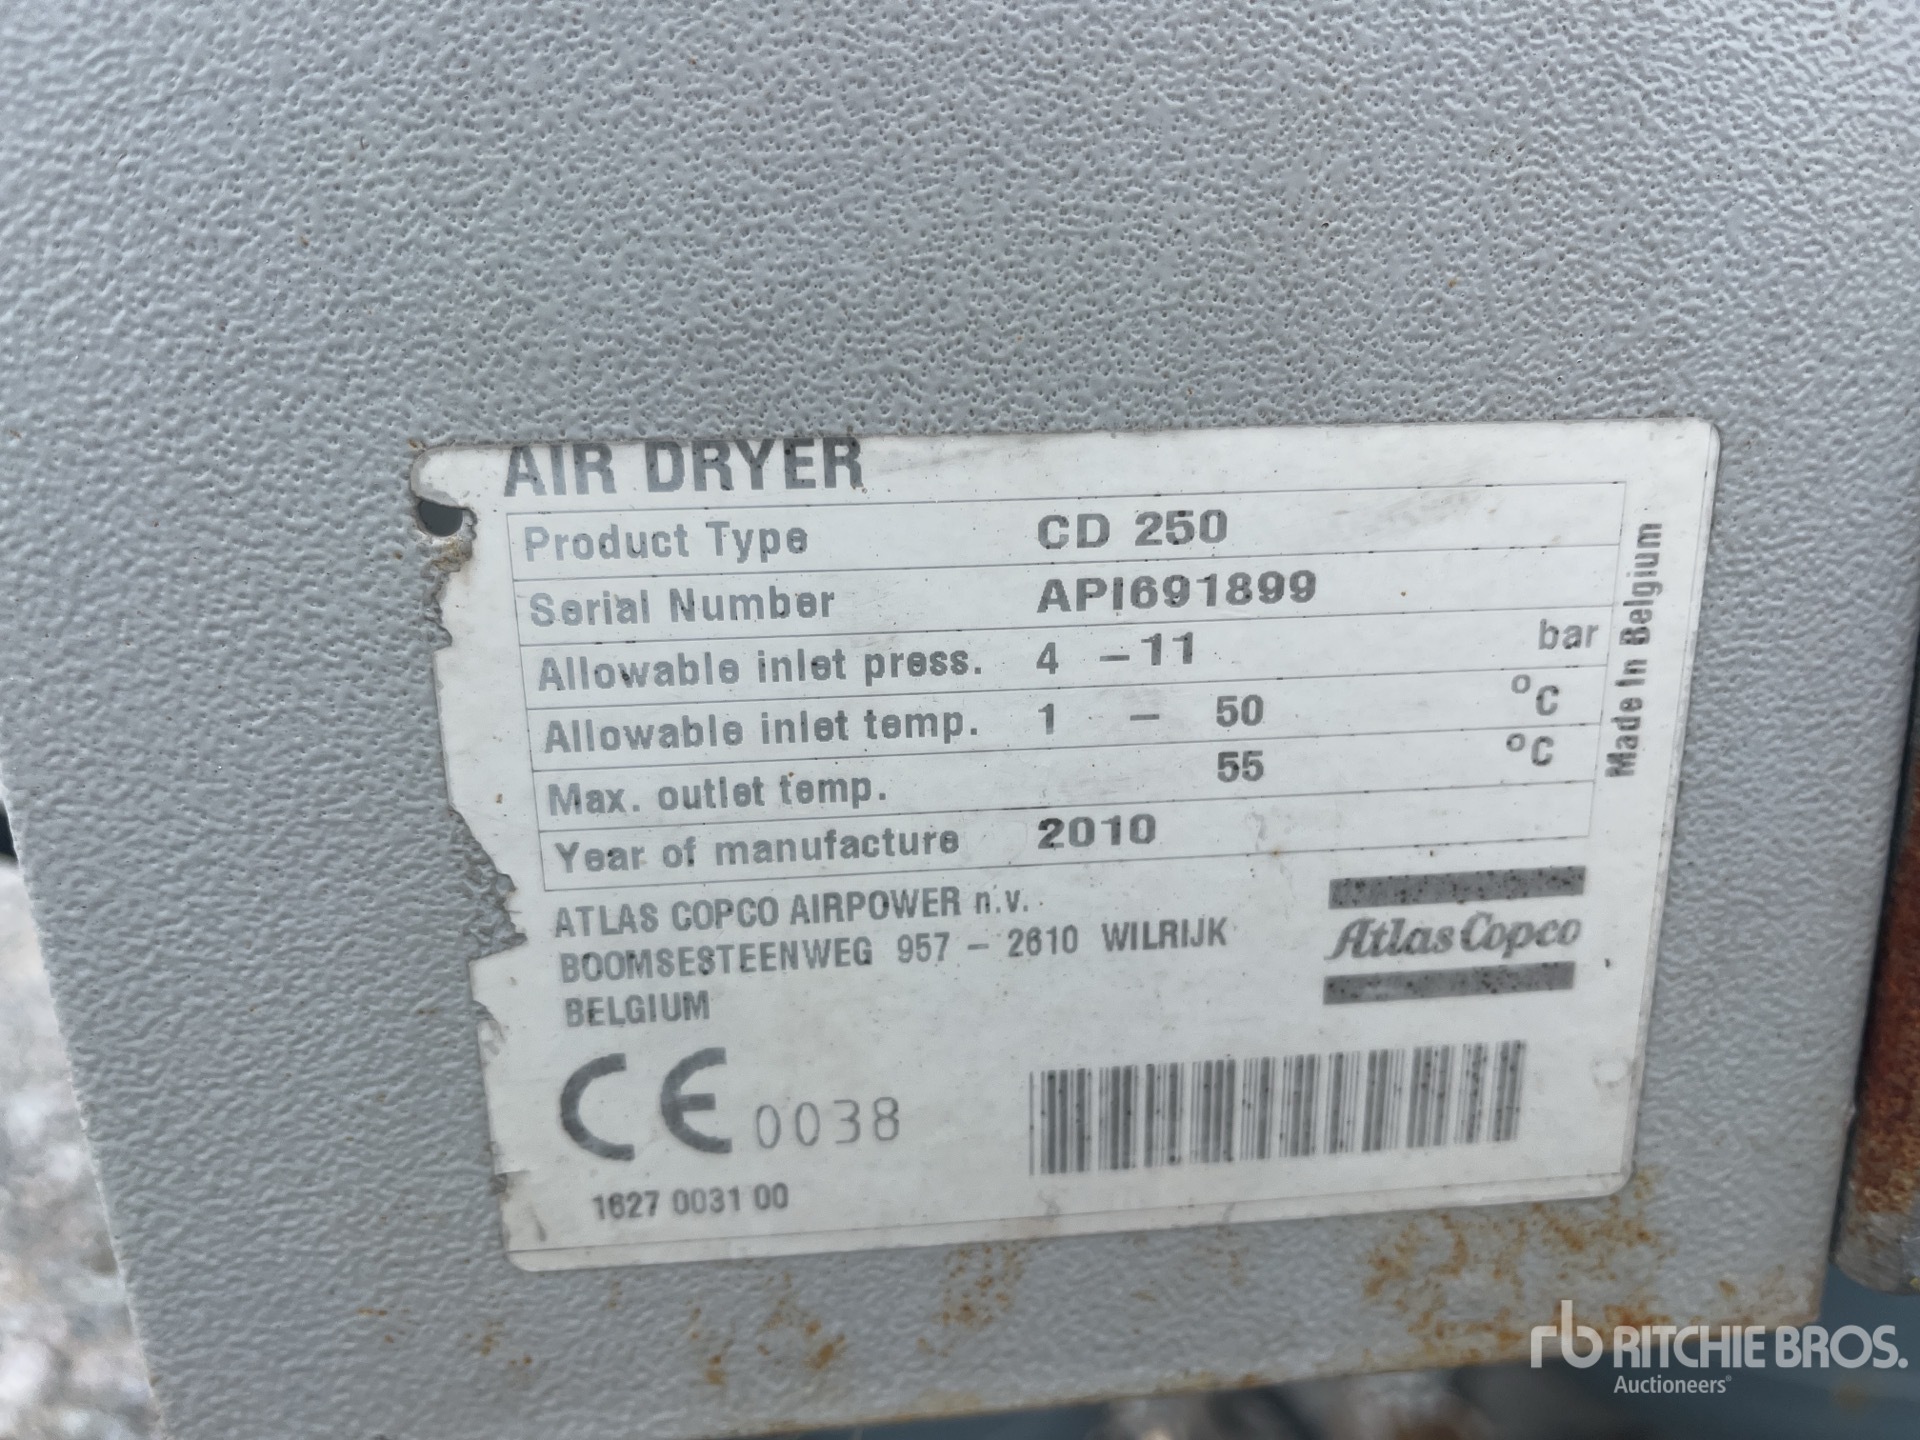 AIR DRYER
Product Type CD 250
Serial Number API691899
Allowable inlet press. 4 - 11 bar
Allowable inlet temp. 1 - 50 °C
Max. outlet temp. 55 °C
Year of manufacture 2010
Made In Belgium
ATLAS COPCO AIRPOWER n.v.
BOOMSESTEENWEG 957 - 2610 WILRIJK
BELGIUM
Atlas Copco
CE 0038
1627 0031 00
rb RITCHIE BROS.
Auctioneers®